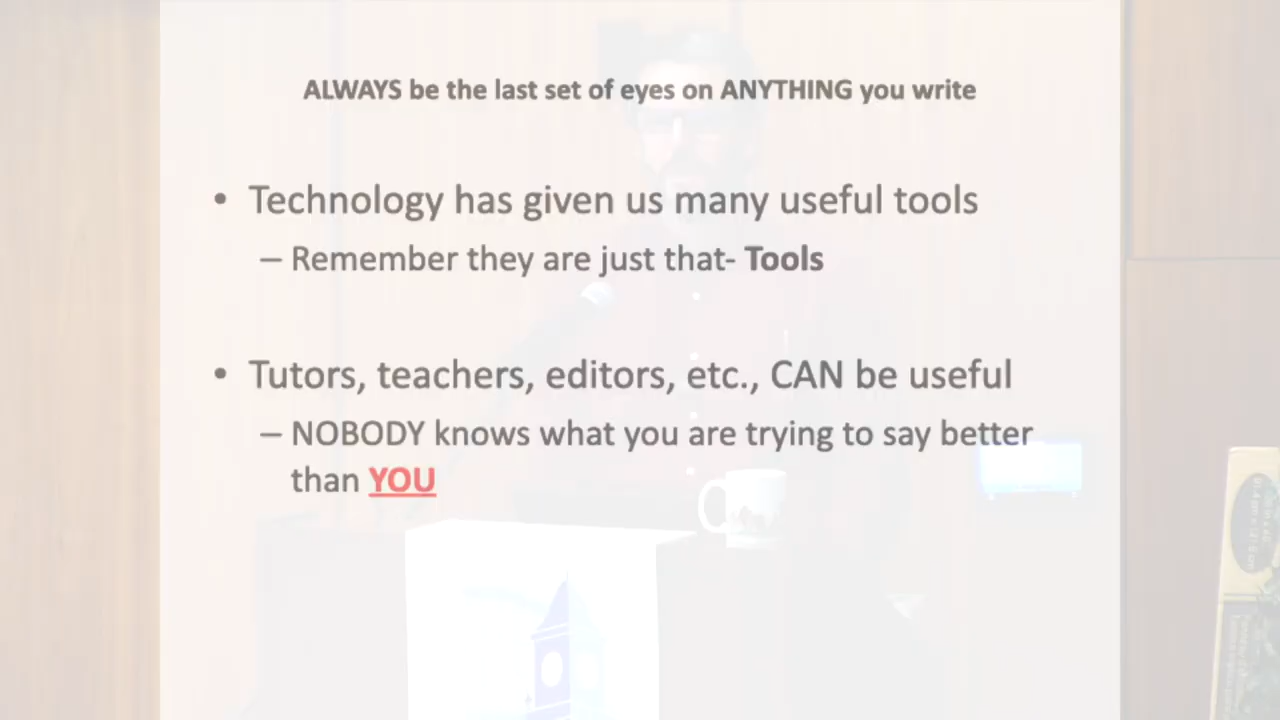 ALWAYS be the last set of eyes on ANYTHING you write
• Technology has given us many useful tools
– Remember they are just that- Tools
• Tutors, teachers, editors, etc., CAN be useful
– NOBODY knows what you are trying to say better
than YOU